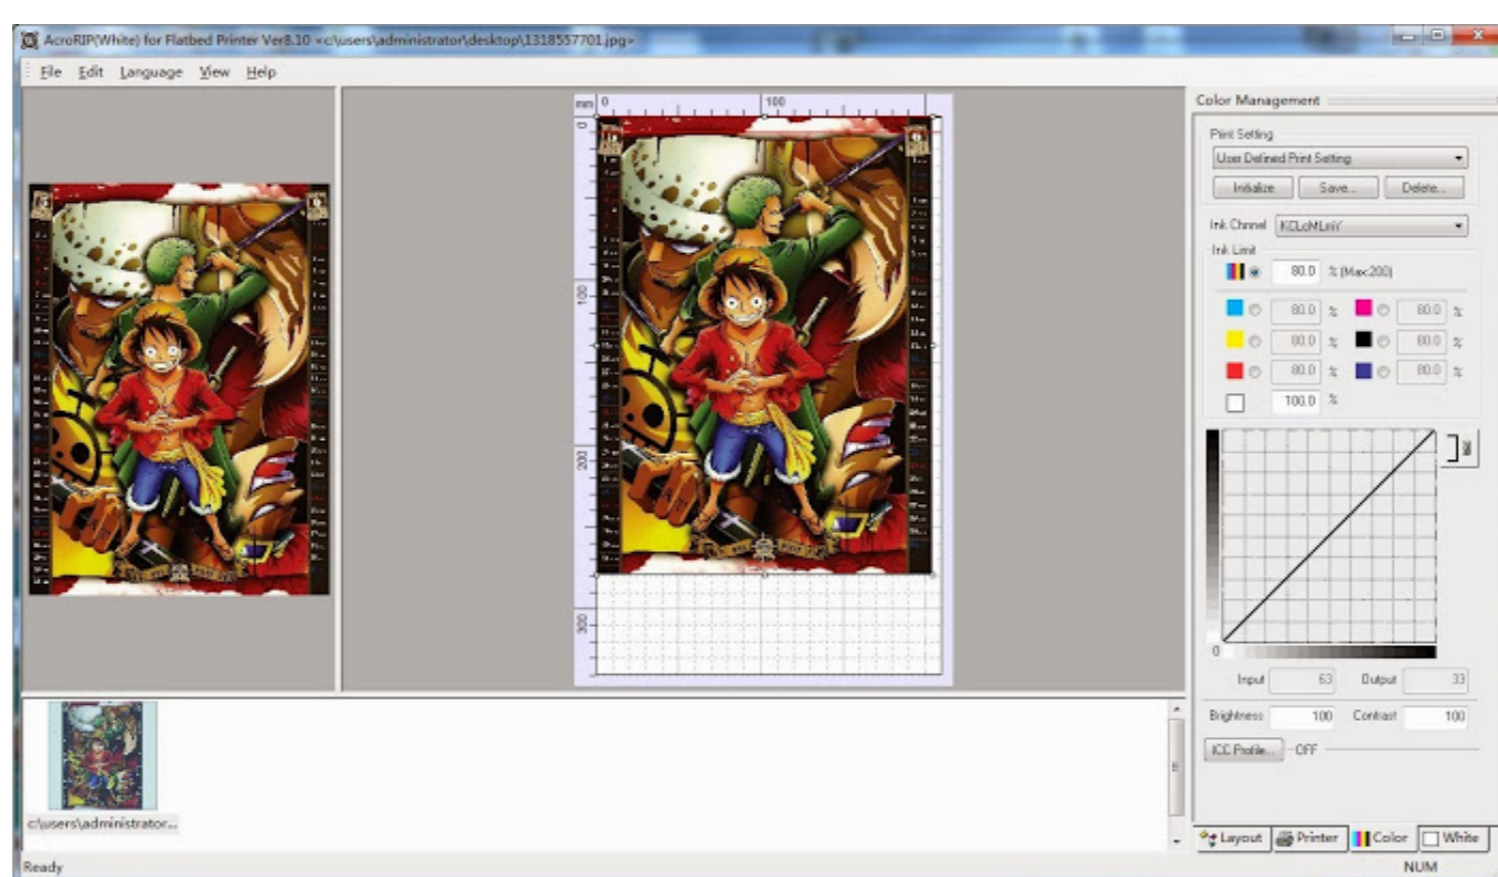 AcroRIP(White) for Flatbed Printer Ver8.10 <c:\users\administrator\desktop\1318557701.jpg>
File Edit Language View Help
mm 0 100
0
100
200
300
c:\users\administrator...
Ready
Color Management
Print Setting
User Defined Print Setting
Initialize Save... Delete...
Ink Channel KCLcMLmY
Ink Limit
80.0 % (Max:200)
80.0 % 80.0 %
80.0 % 80.0 %
80.0 % 80.0 %
100.0 %
0
Input 63 Output 33
Brightness 100 Contrast 100
ICC Profile... OFF
Layout Printer Color White
NUM